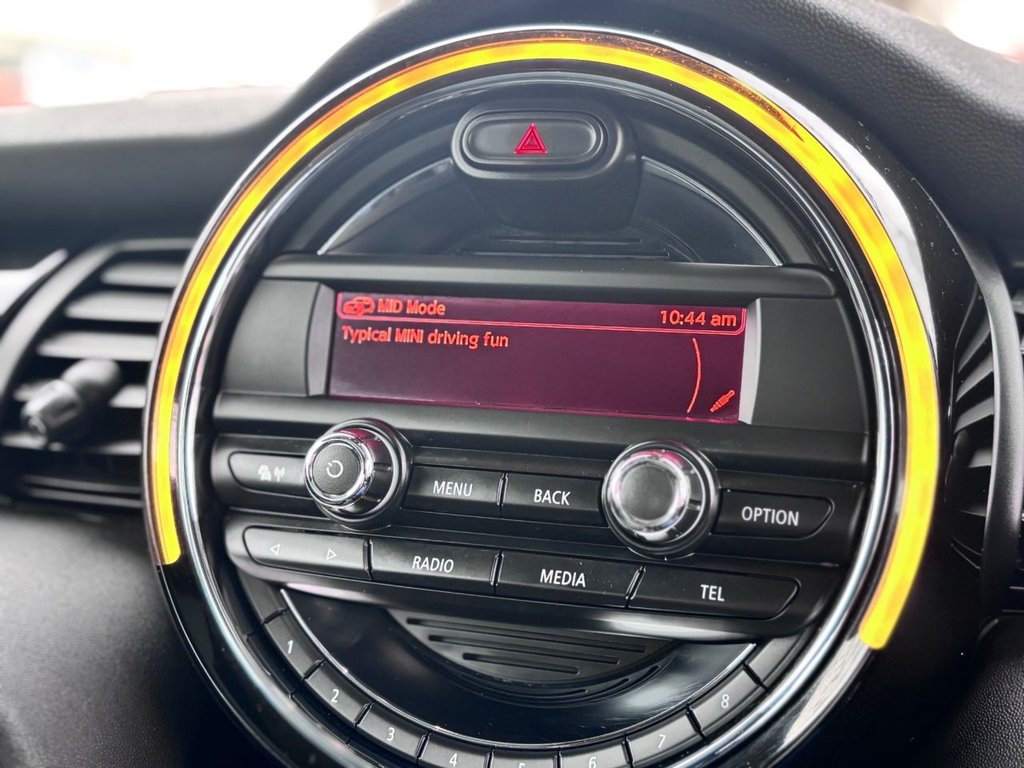 MID Mode 10:44 am
Typical MINI driving fun
MENU BACK OPTION
RADIO MEDIA TEL
1 2 3 4 5 6 7 8